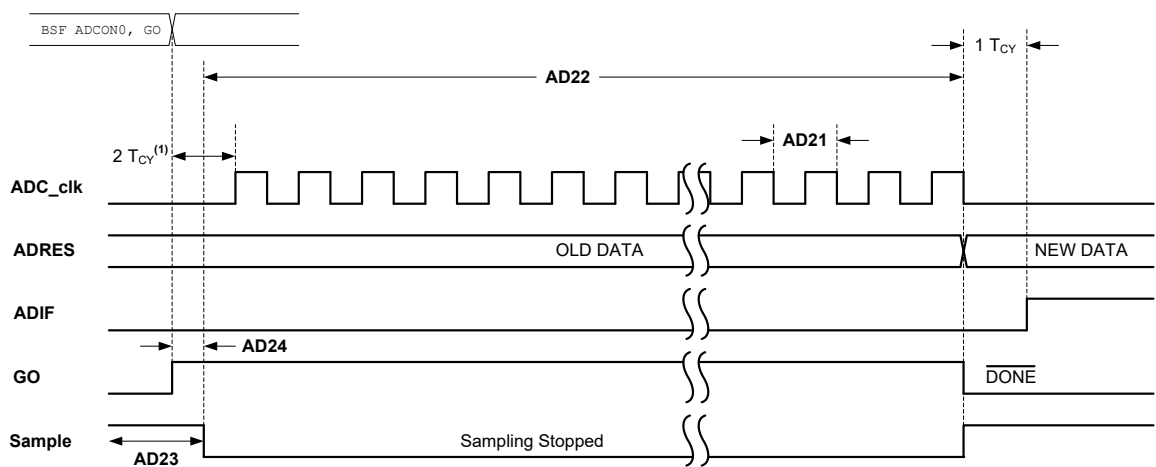 BSF ADCON0, GO
1 TCY
AD22
AD21
2 TCY(1)
ADC_clk
ADRES
OLD DATA
NEW DATA
ADIF
AD24
GO
DONE
Sample
Sampling Stopped
AD23